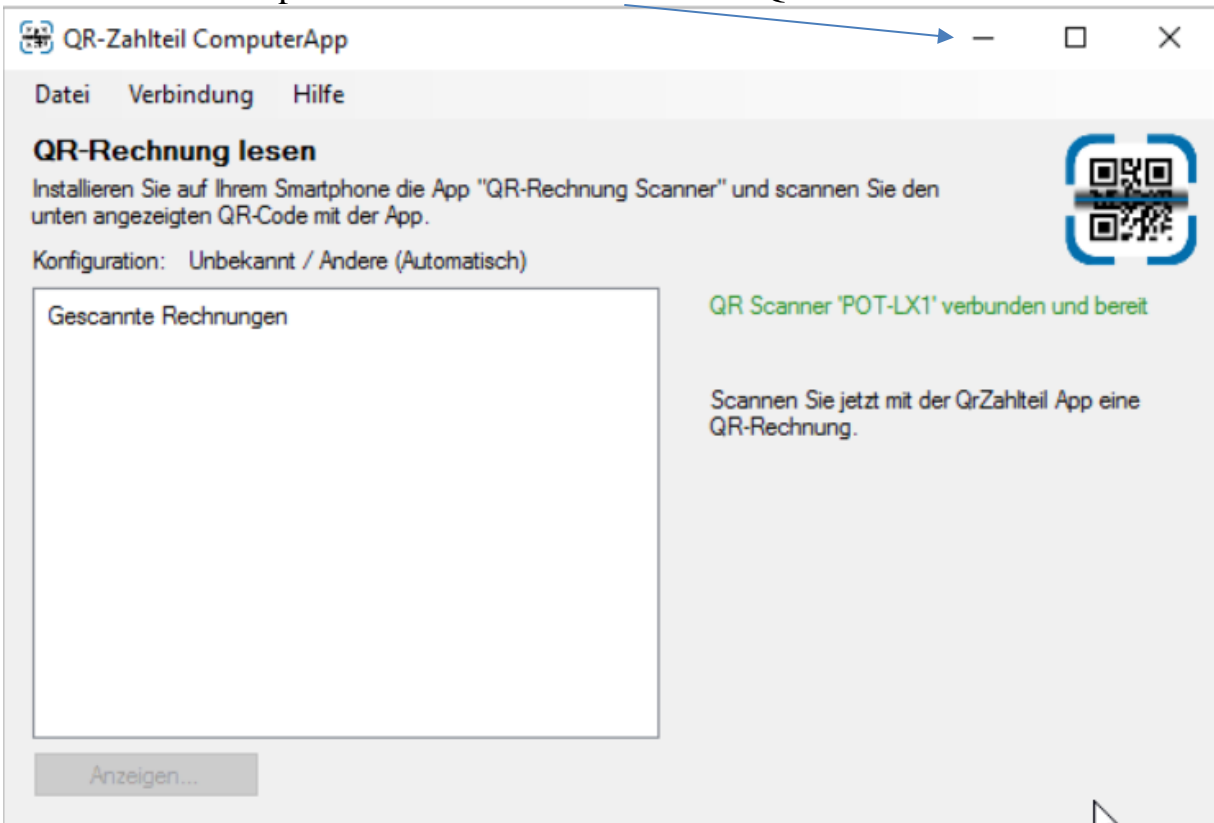 QR-Zahlteil ComputerApp
Datei Verbindung Hilfe
QR-Rechnung lesen
Installieren Sie auf Ihrem Smartphone die App "QR-Rechnung Scanner" und scannen Sie den
unten angezeigten QR-Code mit der App.
Konfiguration: Unbekannt / Andere (Automatisch)
Gescannte Rechnungen
QR Scanner 'POT-LX1' verbunden und bereit
Scannen Sie jetzt mit der QrZahlteil App eine
QR-Rechnung.
Anzeigen...